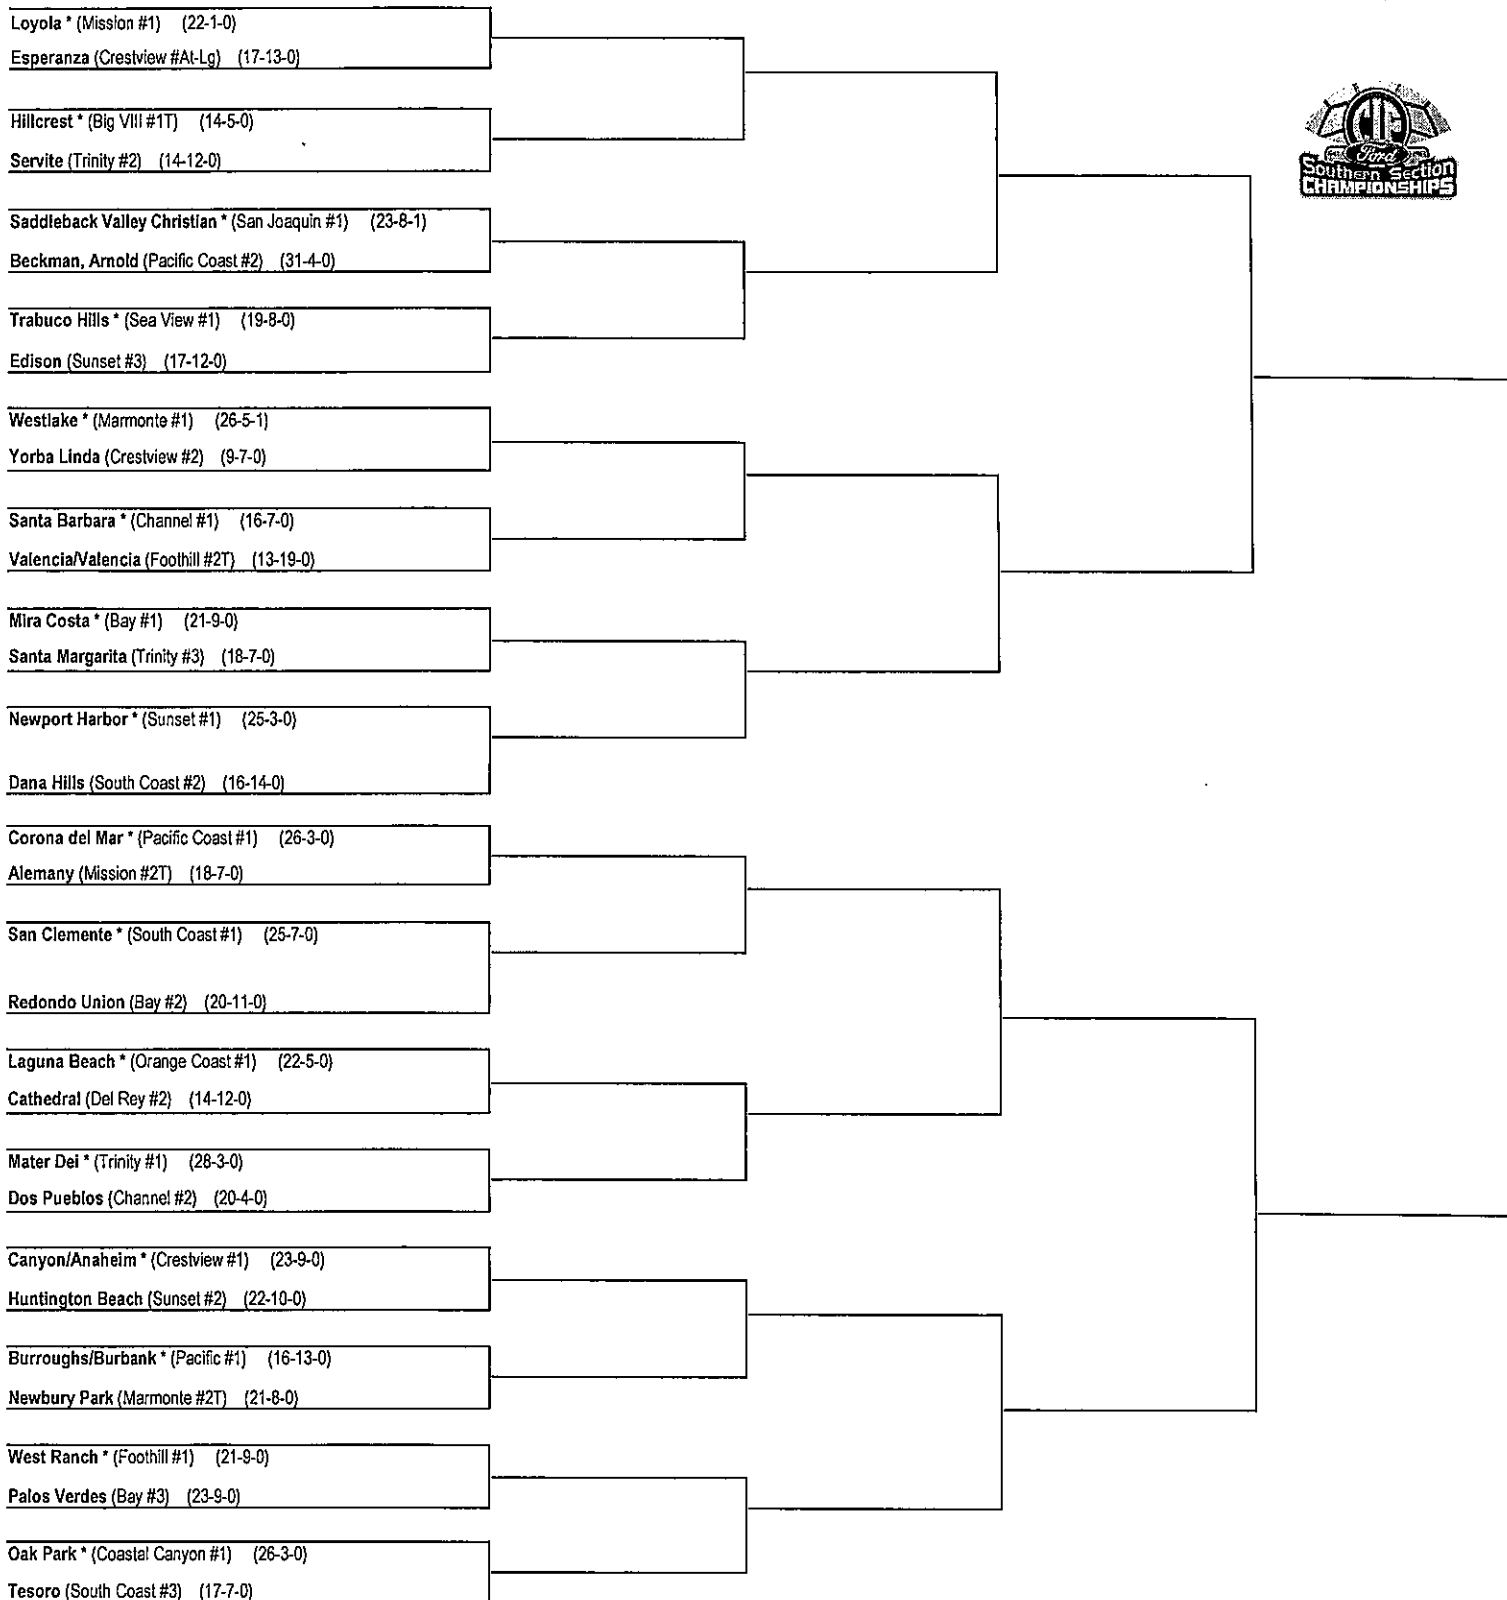 Loyola * (Mission #1) (22-1-0)
Esperanza (Crestview #At-Lg) (17-13-0)
Hillcrest * (Big VIII #1T) (14-5-0)
Servite (Trinity #2) (14-12-0)
Saddleback Valley Christian * (San Joaquin #1) (23-8-1)
Beckman, Arnold (Pacific Coast #2) (31-4-0)
Trabuco Hills * (Sea View #1) (19-8-0)
Edison (Sunset #3) (17-12-0)
Westlake * (Marmonte #1) (26-5-1)
Yorba Linda (Crestview #2) (9-7-0)
Santa Barbara * (Channel #1) (16-7-0)
Valencia/Valencia (Foothill #2T) (13-19-0)
Mira Costa * (Bay #1) (21-9-0)
Santa Margarita (Trinity #3) (18-7-0)
Newport Harbor * (Sunset #1) (25-3-0)
Dana Hills (South Coast #2) (16-14-0)
Corona del Mar * (Pacific Coast #1) (26-3-0)
Alemany (Mission #2T) (18-7-0)
San Clemente * (South Coast #1) (25-7-0)
Redondo Union (Bay #2) (20-11-0)
Laguna Beach * (Orange Coast #1) (22-5-0)
Cathedral (Del Rey #2) (14-12-0)
Mater Dei * (Trinity #1) (28-3-0)
Dos Pueblos (Channel #2) (20-4-0)
Canyon/Anaheim * (Crestview #1) (23-9-0)
Huntington Beach (Sunset #2) (22-10-0)
Burroughs/Burbank * (Pacific #1) (16-13-0)
Newbury Park (Marmonte #2T) (21-8-0)
West Ranch * (Foothill #1) (21-9-0)
Palos Verdes (Bay #3) (23-9-0)
Oak Park * (Coastal Canyon #1) (26-3-0)
Tesoro (South Coast #3) (17-7-0)
CIF
Ford
Southern Section
CHAMPIONSHIPS